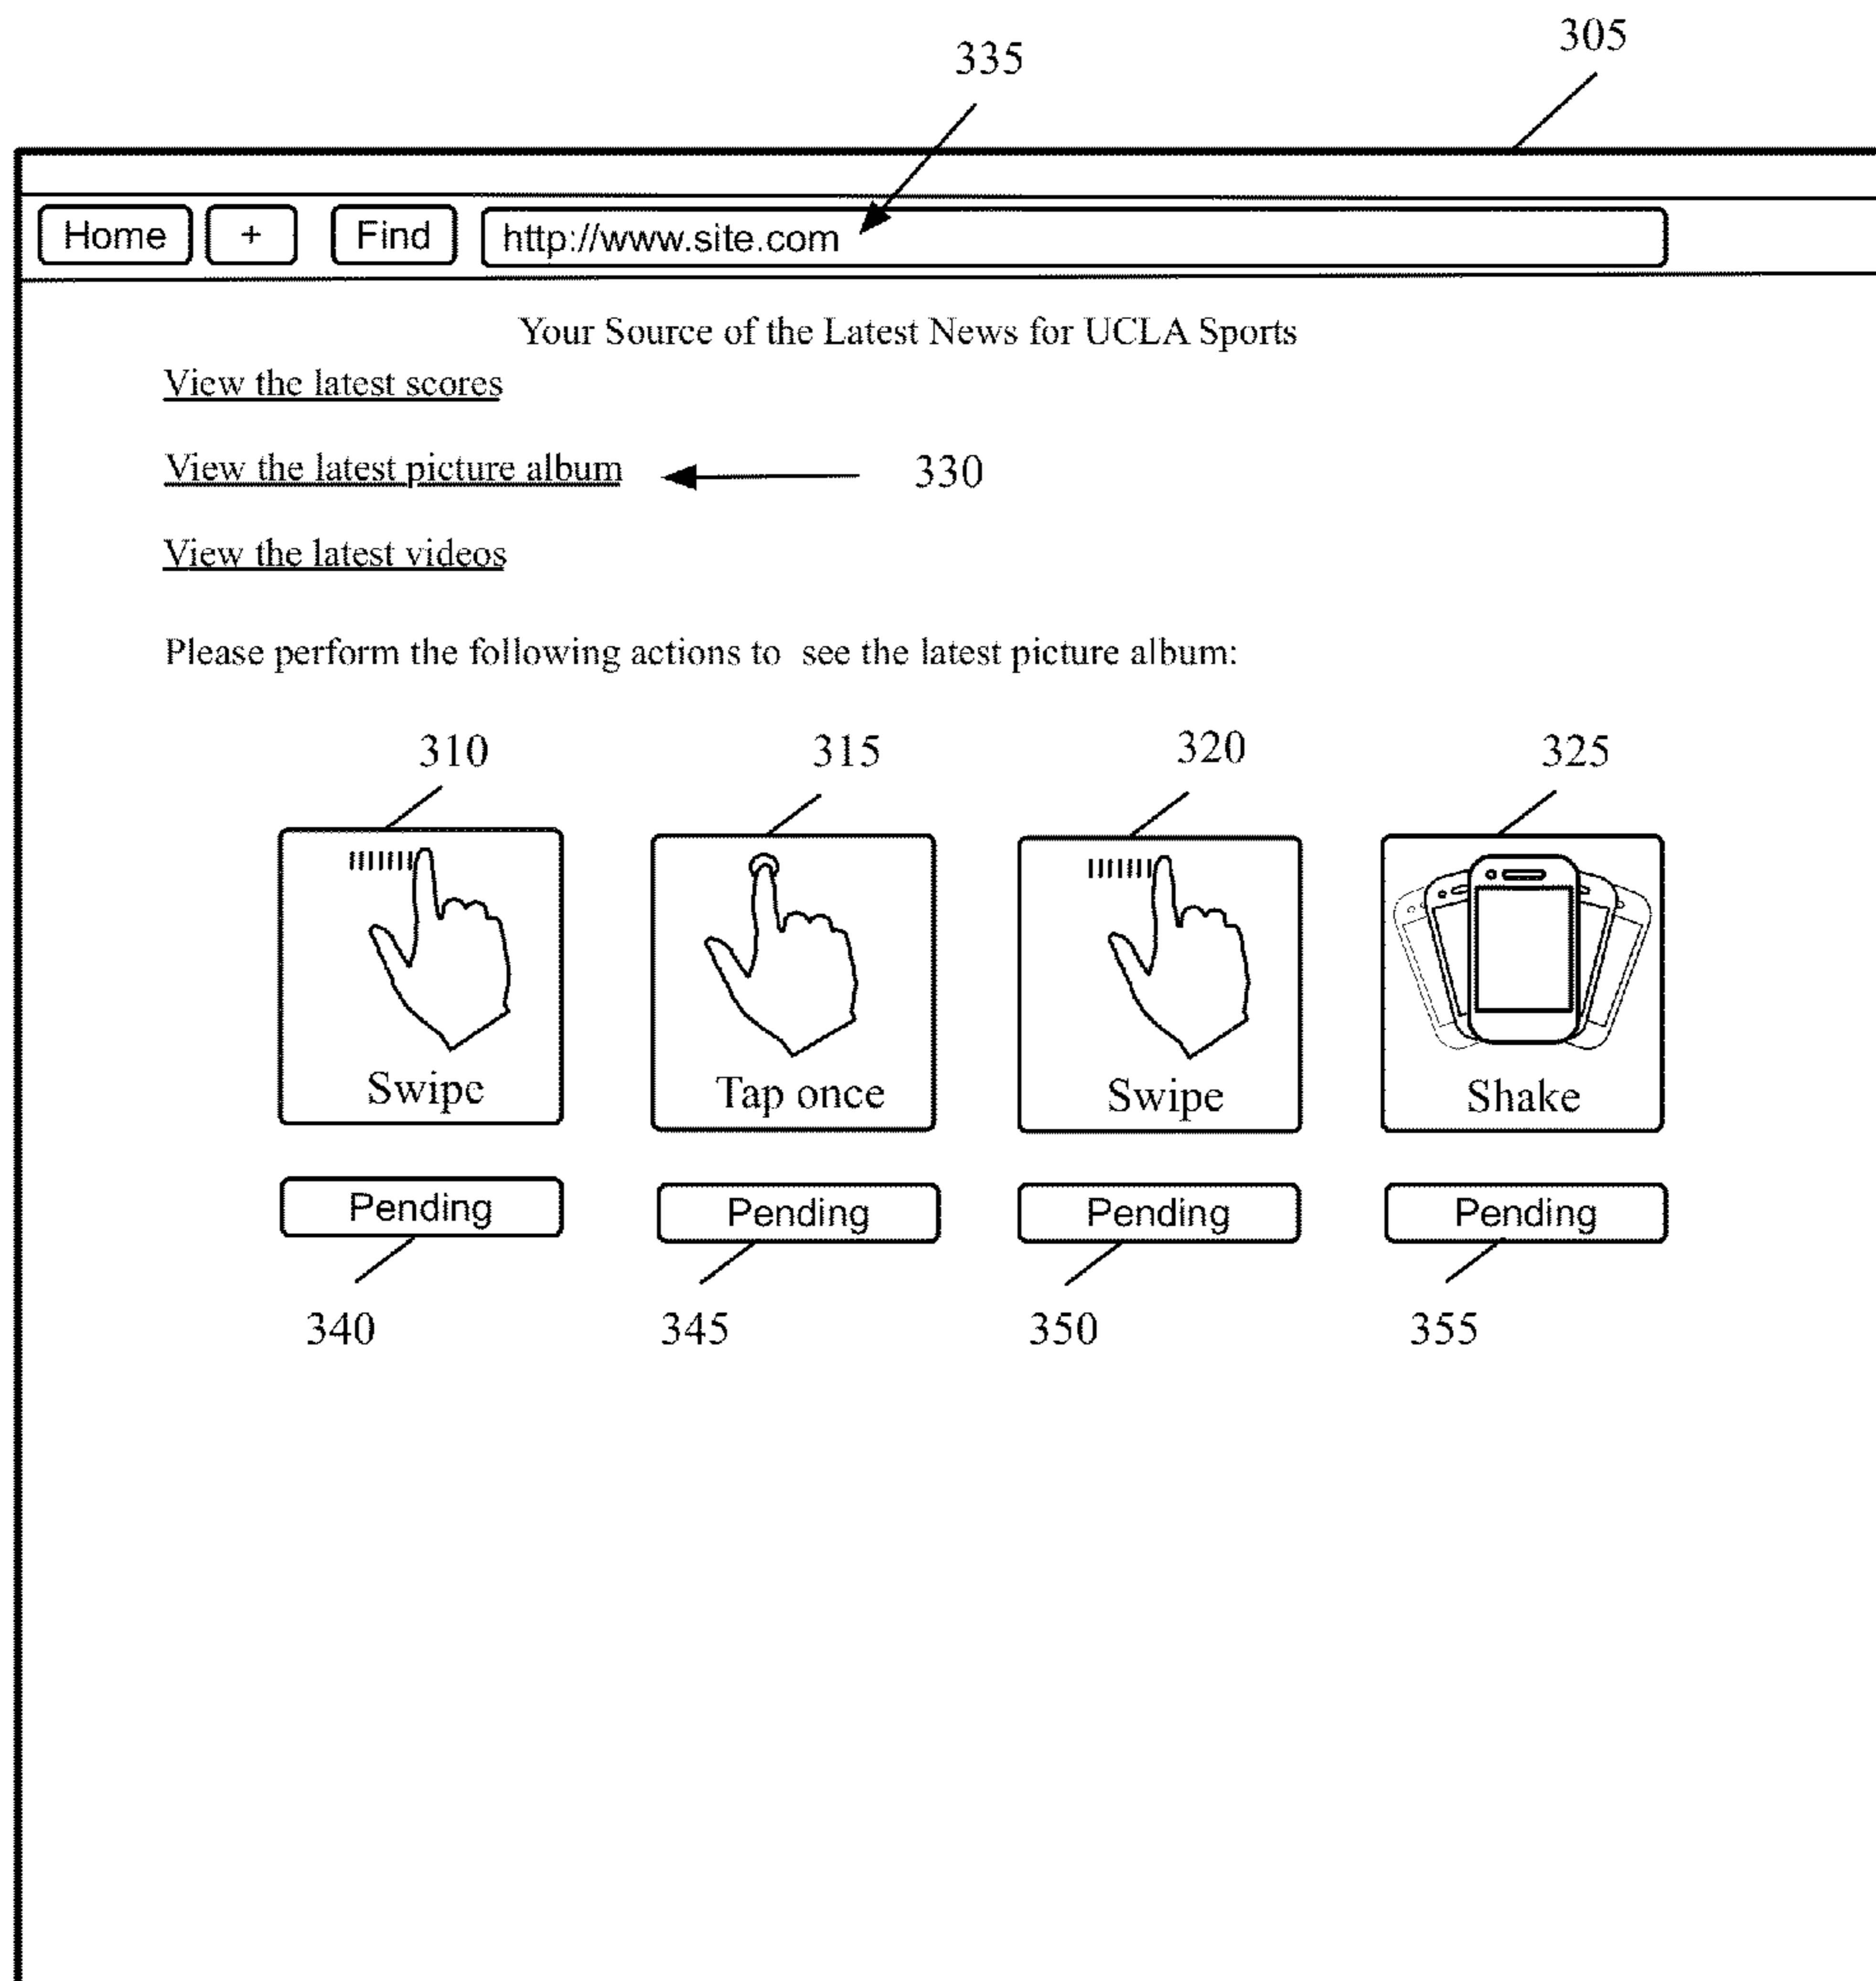 305
335
Home + Find http://www.site.com
Your Source of the Latest News for UCLA Sports
View the latest scores
View the latest picture album 330
View the latest videos
Please perform the following actions to see the latest picture album:
310 315 320 325
Swipe Tap once Swipe Shake
Pending Pending Pending Pending
340 345 350 355